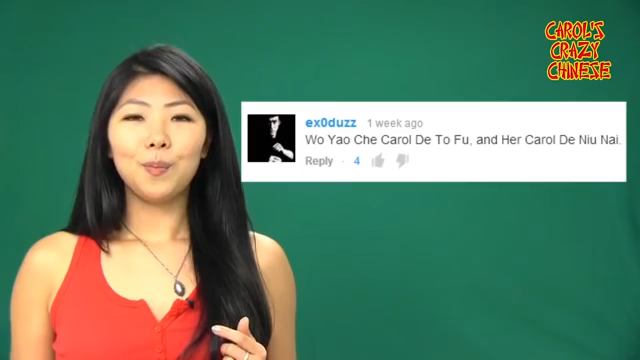 CAROL'S
CRAZY
CHINESE
ex0duzz 1 week ago
Wo Yao Che Carol De To Fu, and Her Carol De Niu Nai.
Reply · 4